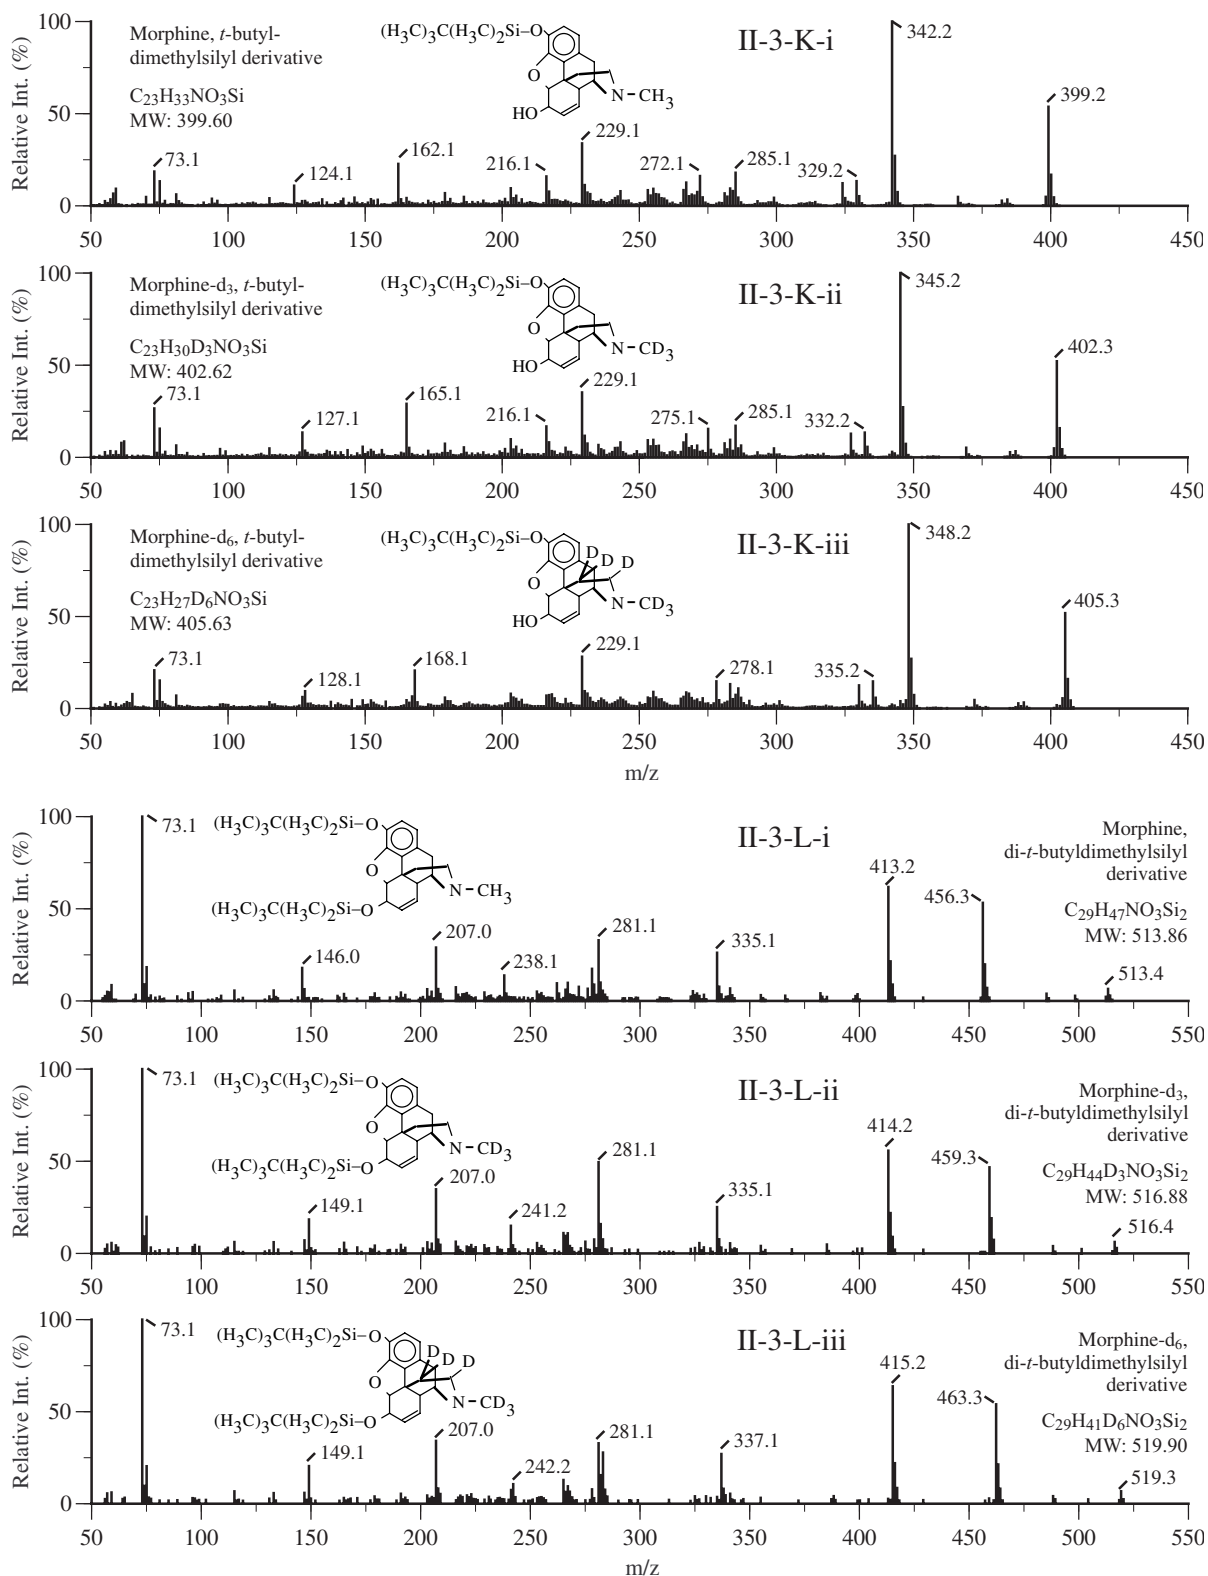 Relative Int. (%)
100
50
0
Morphine, t-butyl-
dimethylsilyl derivative
C23H33NO3Si
MW: 399.60
(H3C)3C(H3C)2Si–O
O
N–CH3
HO
II-3-K-i
73.1
124.1
162.1
216.1
229.1
272.1
285.1
329.2
342.2
399.2
50 100 150 200 250 300 350 400 450
Relative Int. (%)
100
50
0
Morphine-d3, t-butyl-
dimethylsilyl derivative
C23H30D3NO3Si
MW: 402.62
(H3C)3C(H3C)2Si–O
O
N–CD3
HO
II-3-K-ii
73.1
127.1
165.1
216.1
229.1
275.1
285.1
332.2
345.2
402.3
50 100 150 200 250 300 350 400 450
Relative Int. (%)
100
50
0
Morphine-d6, t-butyl-
dimethylsilyl derivative
C23H27D6NO3Si
MW: 405.63
(H3C)3C(H3C)2Si–O
D
D D
O
N–CD3
HO
II-3-K-iii
73.1
128.1
168.1
229.1
278.1
335.2
348.2
405.3
50 100 150 200 250 300 350 400 450
m/z
Relative Int. (%)
100
50
0
73.1
(H3C)3C(H3C)2Si–O
O
N–CH3
(H3C)3C(H3C)2Si–O
II-3-L-i
Morphine,
di-t-butyldimethylsilyl
derivative
C29H47NO3Si2
MW: 513.86
146.0
207.0
238.1
281.1
335.1
413.2
456.3
513.4
50 100 150 200 250 300 350 400 450 500 550
Relative Int. (%)
100
50
0
73.1
(H3C)3C(H3C)2Si–O
O
N–CD3
(H3C)3C(H3C)2Si–O
II-3-L-ii
Morphine-d3,
di-t-butyldimethylsilyl
derivative
C29H44D3NO3Si2
MW: 516.88
149.1
207.0
241.2
281.1
335.1
414.2
459.3
516.4
50 100 150 200 250 300 350 400 450 500 550
Relative Int. (%)
100
50
0
73.1
(H3C)3C(H3C)2Si–O
D
D D
O
N–CD3
(H3C)3C(H3C)2Si–O
II-3-L-iii
Morphine-d6,
di-t-butyldimethylsilyl
derivative
C29H41D6NO3Si2
MW: 519.90
149.1
207.0
242.2
281.1
337.1
415.2
463.3
519.3
50 100 150 200 250 300 350 400 450 500 550
m/z